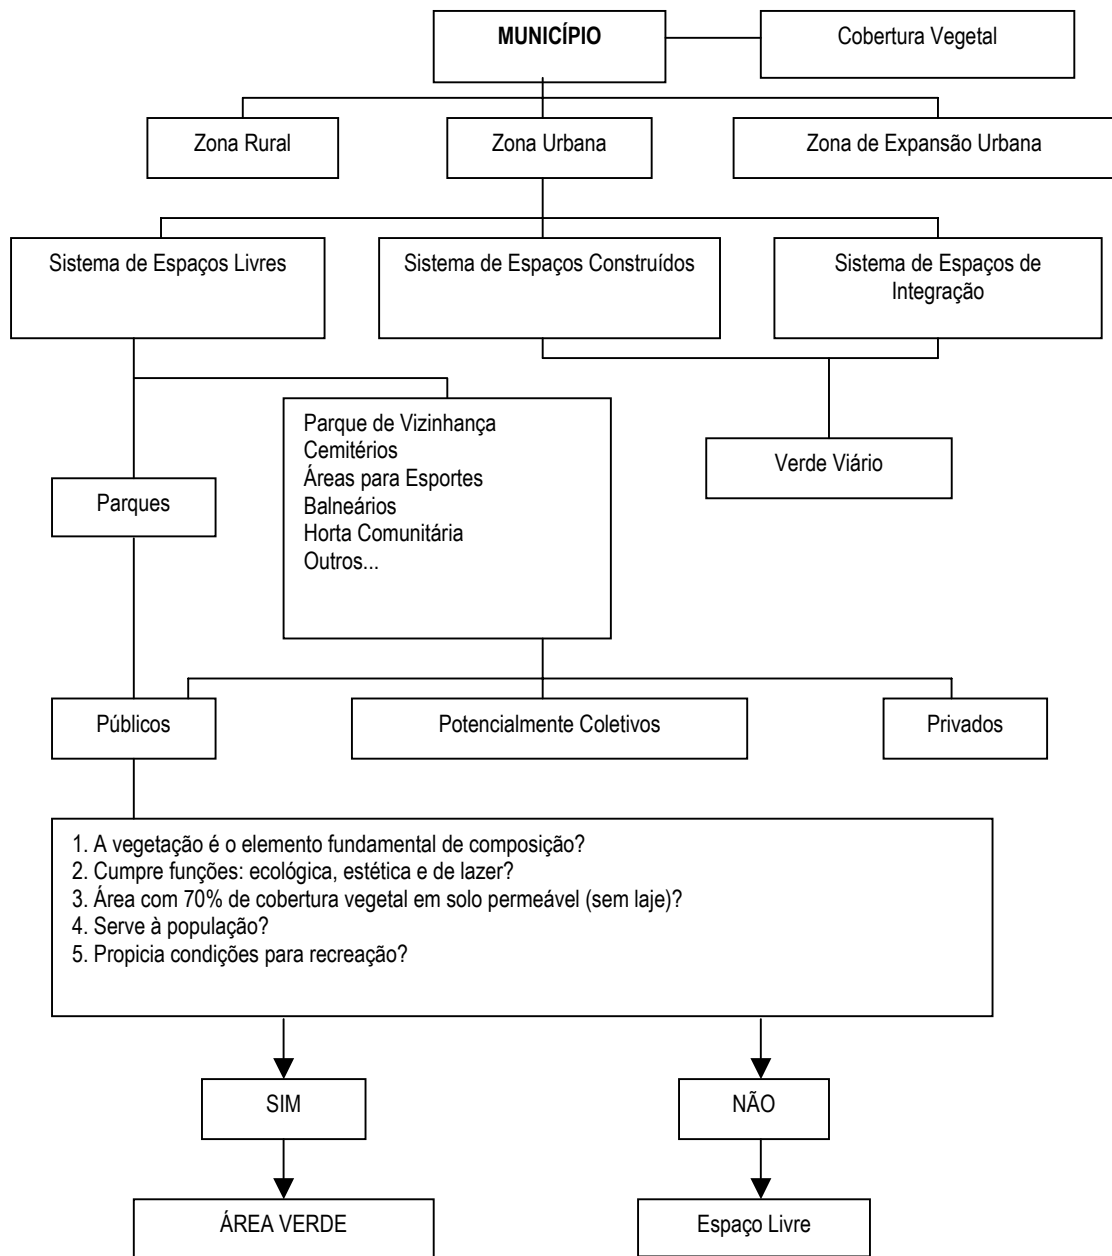 MUNICÍPIO
Cobertura Vegetal
Zona Rural
Zona Urbana
Zona de Expansão Urbana
Sistema de Espaços Livres
Sistema de Espaços Construídos
Sistema de Espaços de
Integração
Parque de Vizinhança
Cemitérios
Áreas para Esportes
Balneários
Horta Comunitária
Outros...
Verde Viário
Parques
Públicos
Potencialmente Coletivos
Privados
1. A vegetação é o elemento fundamental de composição?
2. Cumpre funções: ecológica, estética e de lazer?
3. Área com 70% de cobertura vegetal em solo permeável (sem laje)?
4. Serve à população?
5. Propicia condições para recreação?
SIM
NÃO
ÁREA VERDE
Espaço Livre